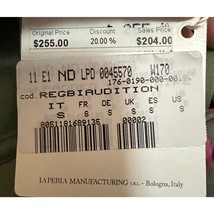 Original Price Discount Sales Price
$255.00 20.00 % $204.00
11 E1 ND LPD 0045570 W170
176-0190-000-00
cod. REGBIAUDITION
IT FR DE UK ES US
S S S S S S
8051181689135 00002
LA PERLA MANUFACTURING S.R.L. - Bologna, Italy